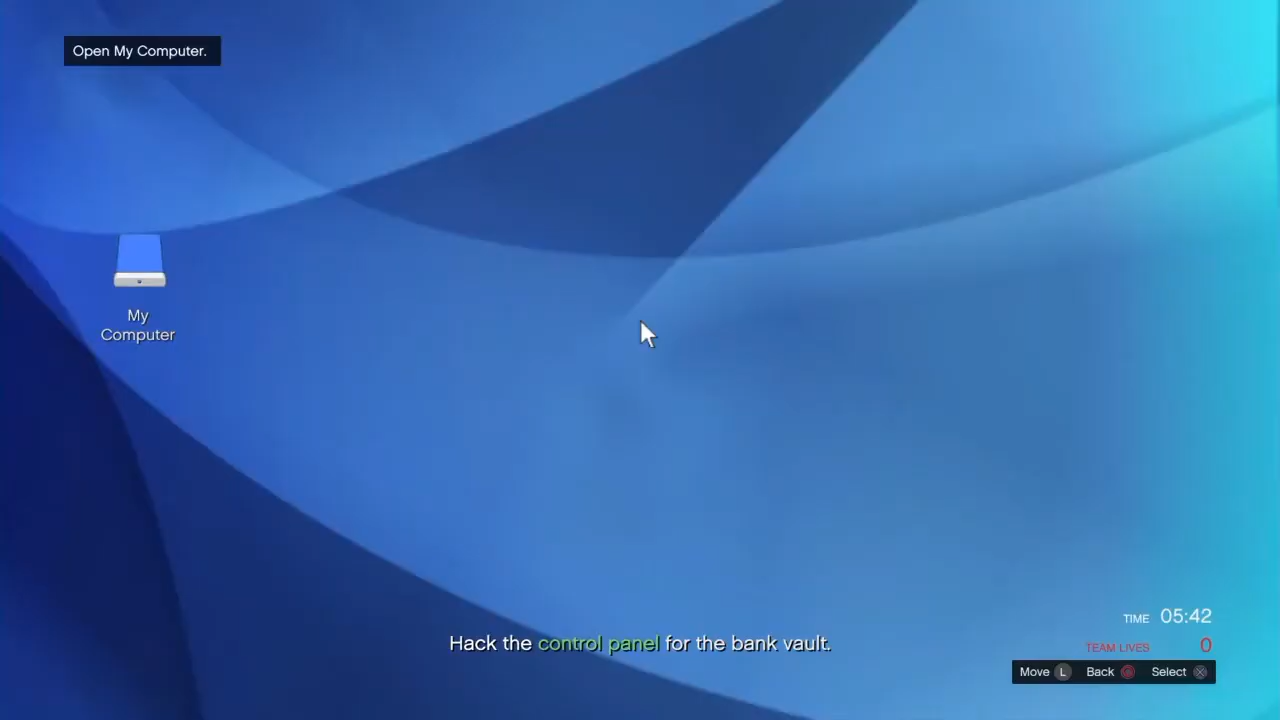 Open My Computer.
My
Computer
Hack the control panel for the bank vault.
TIME 05:42
TEAM LIVES 0
Move L Back Select